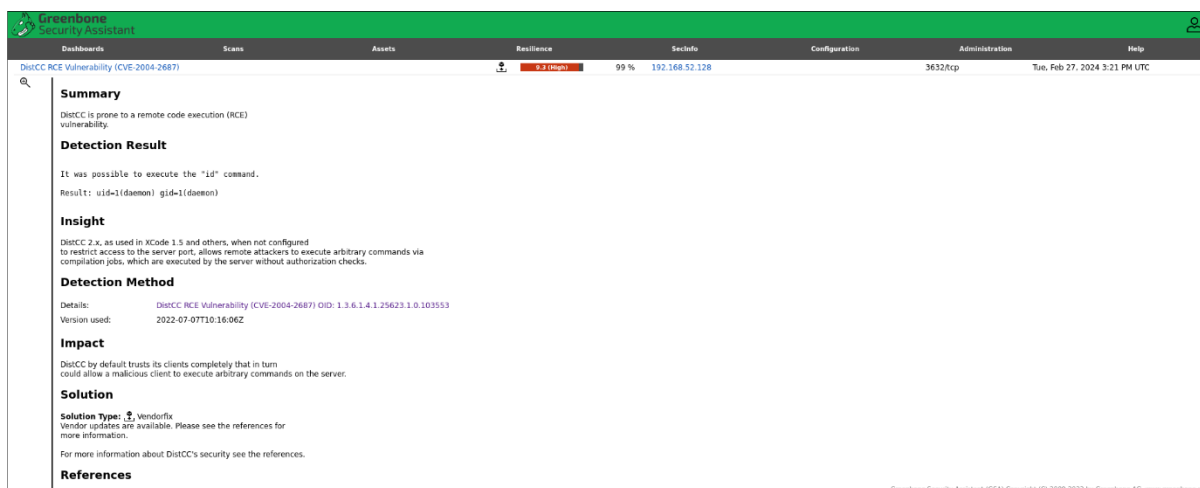 Greenbone
Security Assistant
Dashboards Scans Assets Resilience SecInfo Configuration Administration Help
DistCC RCE Vulnerability (CVE-2004-2687) 9.3 (High) 99 % 192.168.52.128 3632/tcp Tue, Feb 27, 2024 3:21 PM UTC
Summary
DistCC is prone to a remote code execution (RCE)
vulnerability.
Detection Result
It was possible to execute the "id" command.
Result: uid=1(daemon) gid=1(daemon)
Insight
DistCC 2.x, as used in XCode 1.5 and others, when not configured
to restrict access to the server port, allows remote attackers to execute arbitrary commands via
compilation jobs, which are executed by the server without authorization checks.
Detection Method
Details: DistCC RCE Vulnerability (CVE-2004-2687) OID: 1.3.6.1.4.1.25623.1.0.103553
Version used: 2022-07-07T10:16:06Z
Impact
DistCC by default trusts its clients completely that in turn
could allow a malicious client to execute arbitrary commands on the server.
Solution
Solution Type: Vendorfix
Vendor updates are available. Please see the references for
more information.
For more information about DistCC's security see the references.
References